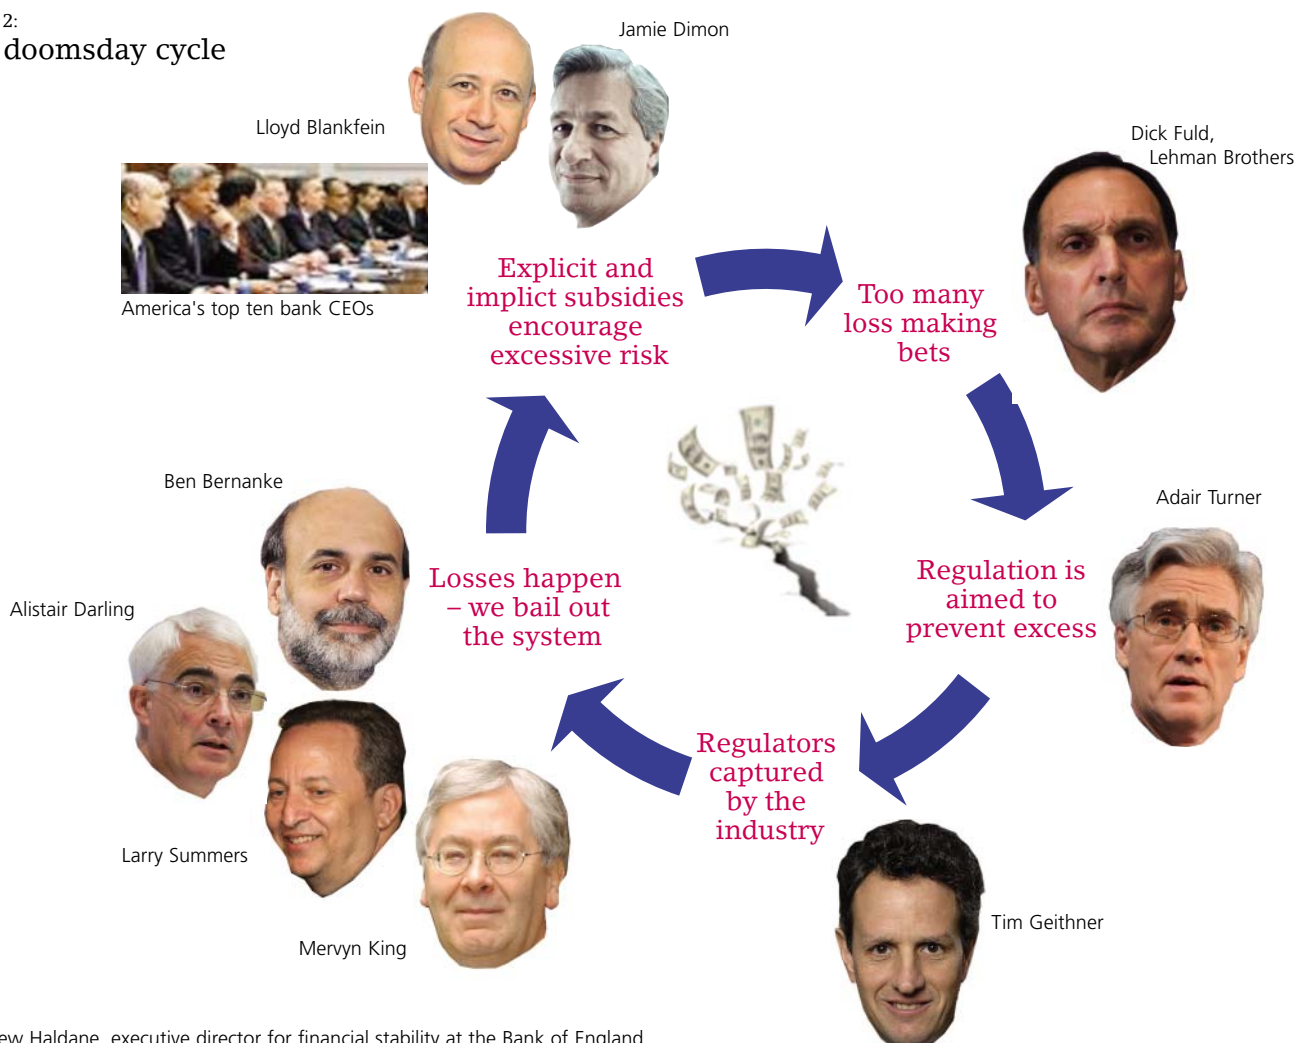 2:
doomsday cycle
Jamie Dimon
Lloyd Blankfein
Dick Fuld,
Lehman Brothers
America's top ten bank CEOs
Explicit and
implict subsidies
encourage
excessive risk
Too many
loss making
bets
Ben Bernanke
Adair Turner
Losses happen
– we bail out
the system
Regulation is
aimed to
prevent excess
Alistair Darling
Regulators
captured
by the
industry
Larry Summers
Mervyn King
Tim Geithner
ew Haldane, executive director for financial stability at the Bank of England